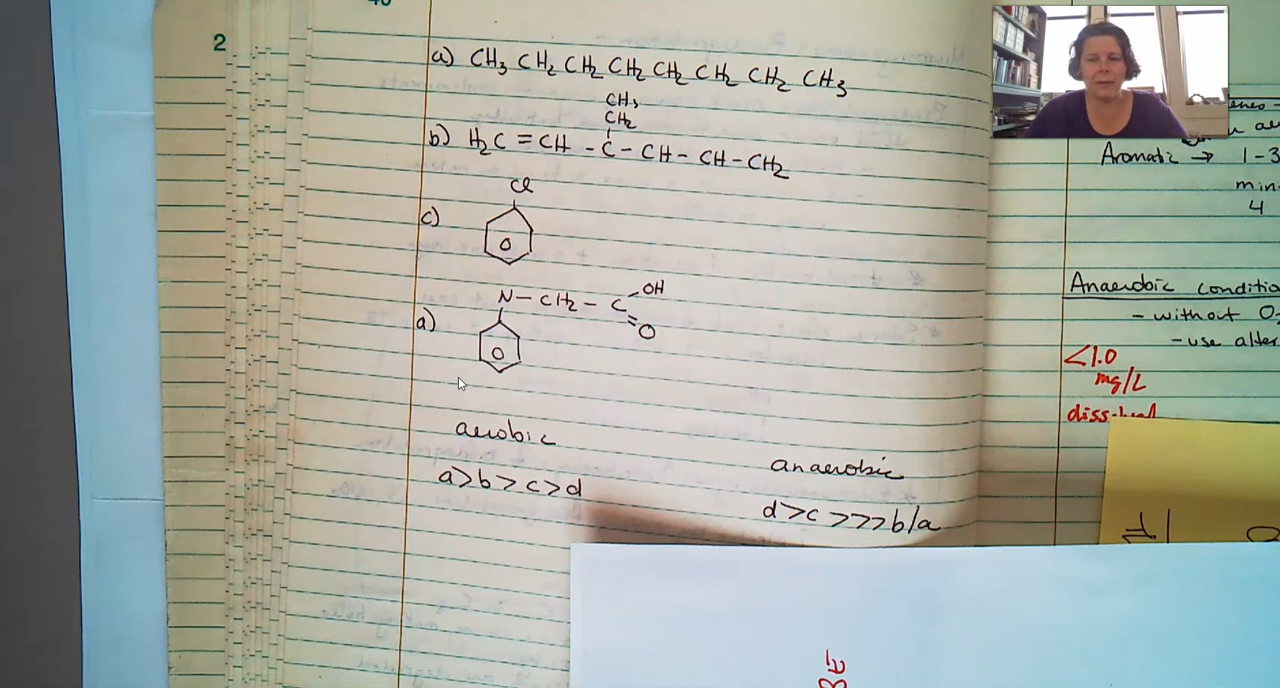 2
a) CH3 CH2 CH2 CH2 CH2 CH2 CH2 CH3
CH3
CH2
b) H2C = CH - C - CH - CH - CH2
Cl
c)
N - CH2 - C
OH
O
a)
aerobic
a > b > c > d
anaerobic
d > c >>> b/a
Aromatic → 1-3
min
4
Anaerobic conditio
- without O
- use alter
<1.0
mg/L